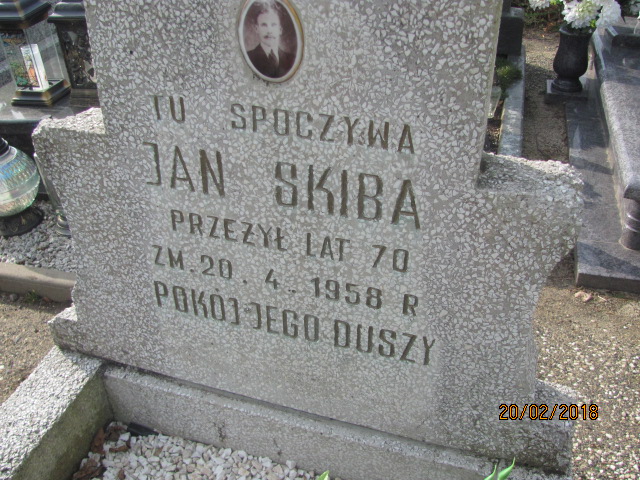 TU SPOCZYWA
JAN SKIBA
PRZEŻYŁ LAT 70
ZM. 20. 4. 1958 R
POKÓJ JEGO DUSZY
20/02/2018